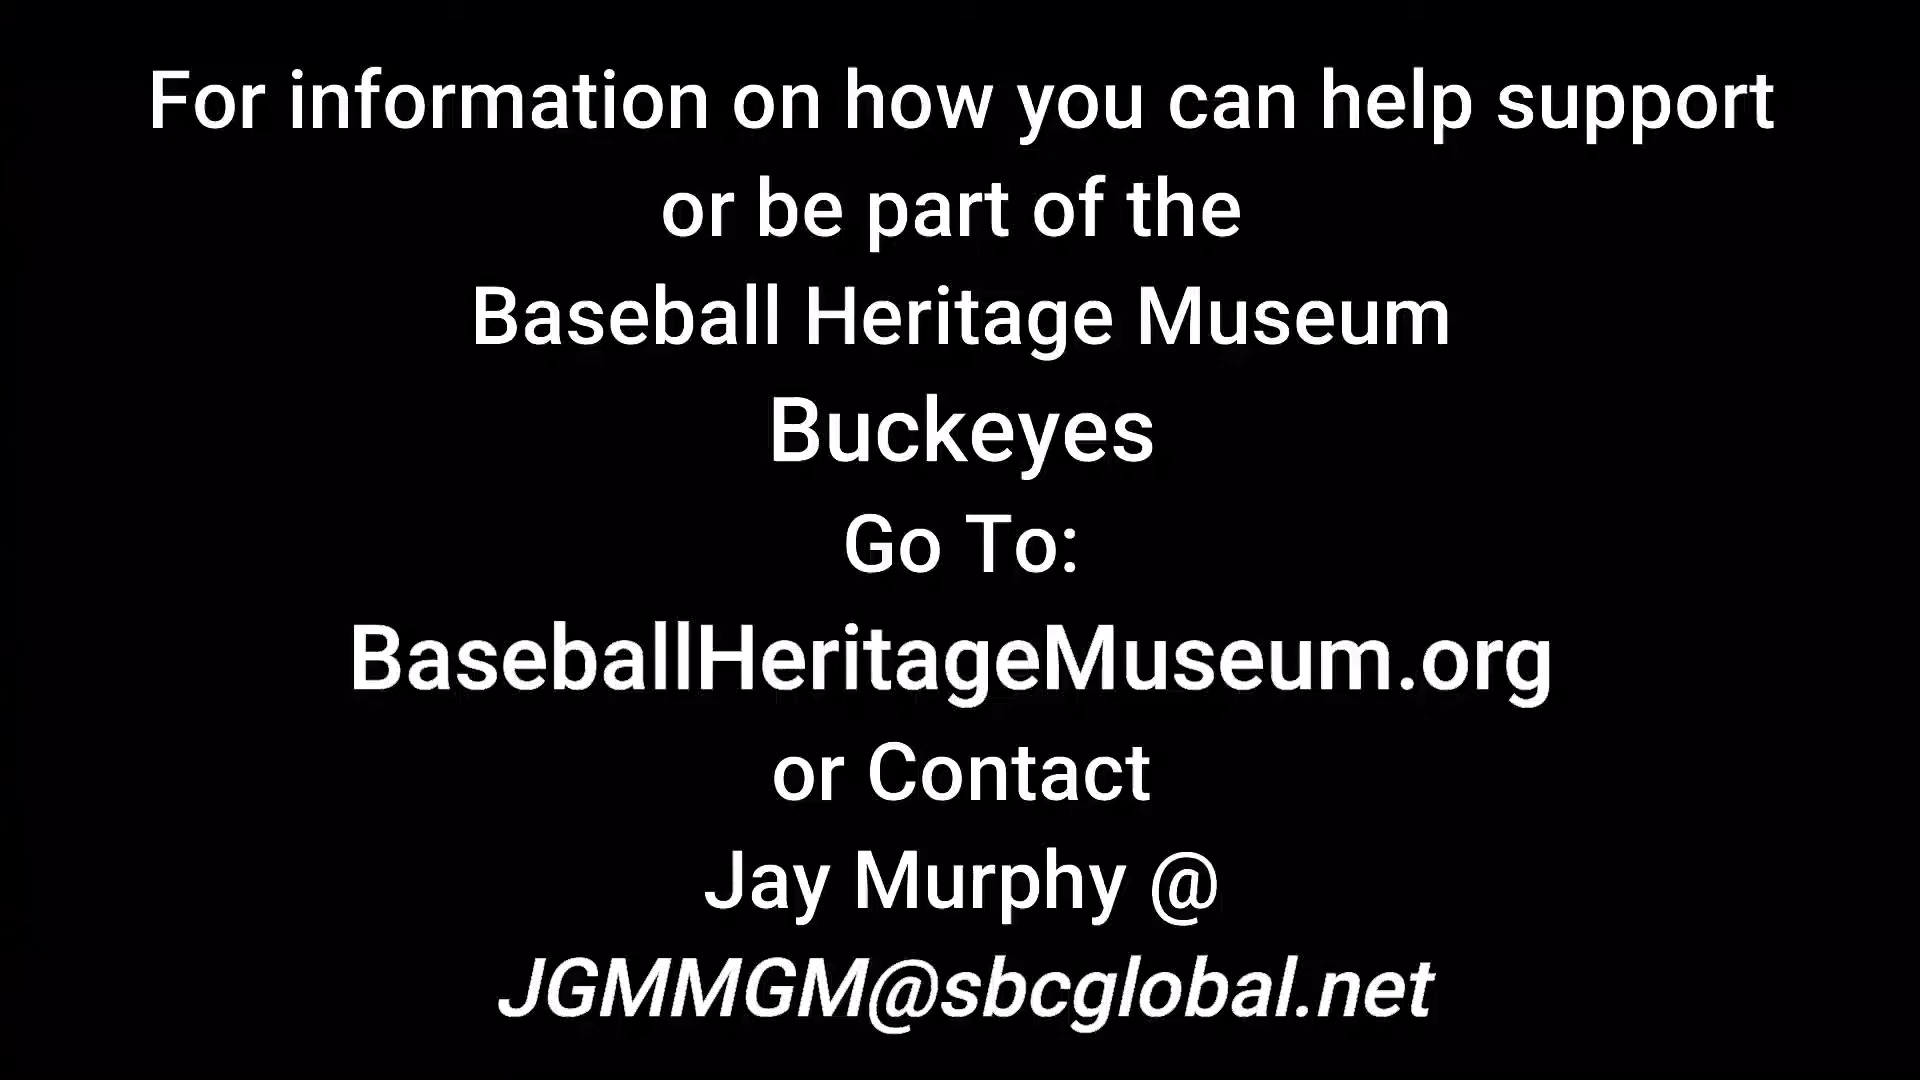 For information on how you can help support
or be part of the
Baseball Heritage Museum
Buckeyes
Go To:
BaseballHeritageMuseum.org
or Contact
Jay Murphy @
JGMMGM@sbcglobal.net